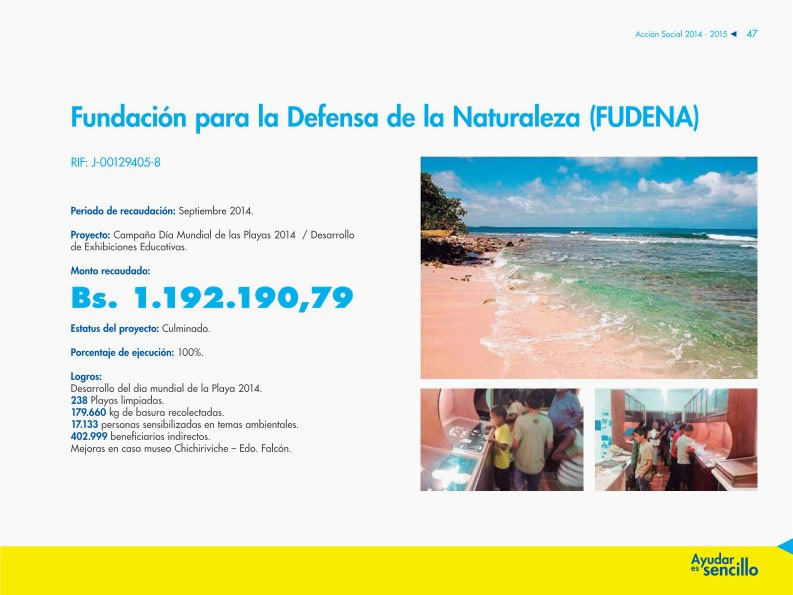 Acción Social 2014 - 2015 ◄ 47
Fundación para la Defensa de la Naturaleza (FUDENA)
RIF: J-00129405-8
Periodo de recaudación: Septiembre 2014.
Proyecto: Campaña Día Mundial de las Playas 2014 / Desarrollo
de Exhibiciones Educativas.
Monto recaudado:
Bs. 1.192.190,79
Estatus del proyecto: Culminado.
Porcentaje de ejecución: 100%.
Logros:
Desarrollo del día mundial de la Playa 2014.
238 Playas limpiadas.
179.660 kg de basura recolectadas.
17.133 personas sensibilizadas en temas ambientales.
402.999 beneficiarios indirectos.
Mejoras en casa museo Chichiriviche – Edo. Falcón.
Ayudar
es sencillo